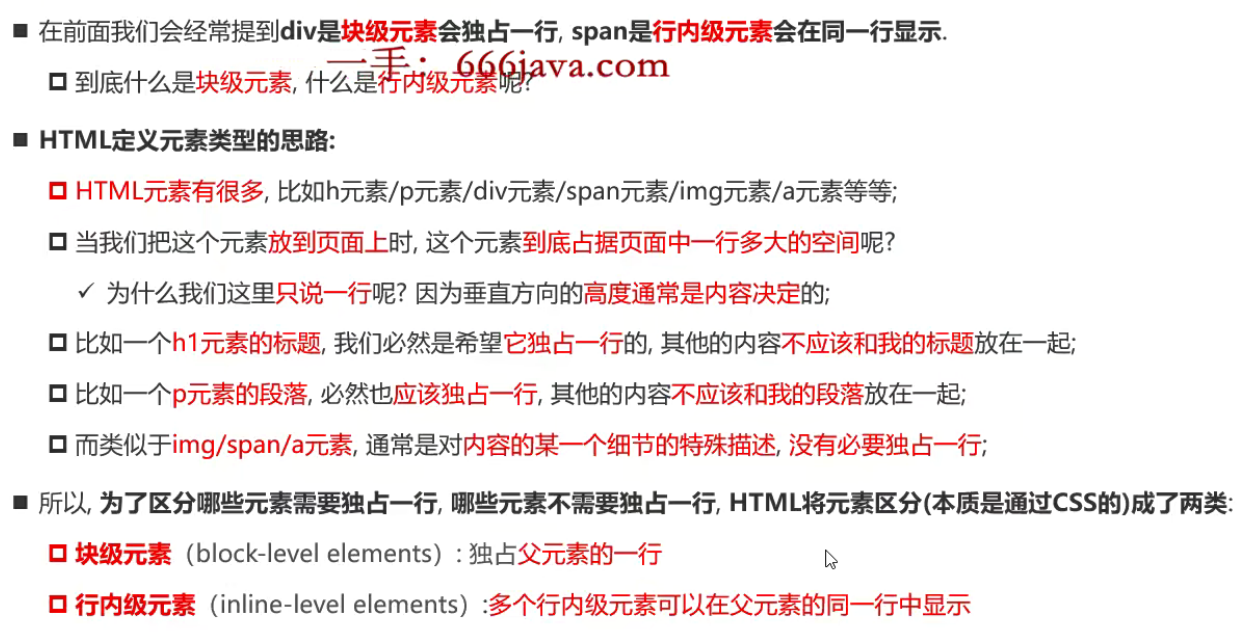 在前面我们会经常提到div是块级元素会独占一行, span是行内级元素会在同一行显示.
一手：666java.com
到底什么是块级元素, 什么是行内级元素呢?
HTML定义元素类型的思路:
HTML元素有很多, 比如h元素/p元素/div元素/span元素/img元素/a元素等等;
当我们把这个元素放到页面上时, 这个元素到底占据页面中一行多大的空间呢?
为什么我们这里只说一行呢? 因为垂直方向的高度通常是内容决定的;
比如一个h1元素的标题, 我们必然是希望它独占一行的, 其他的内容不应该和我的标题放在一起;
比如一个p元素的段落, 必然也应该独占一行, 其他的内容不应该和我的段落放在一起;
而类似于img/span/a元素, 通常是对内容的某一个细节的特殊描述, 没有必要独占一行;
所以, 为了区分哪些元素需要独占一行, 哪些元素不需要独占一行, HTML将元素区分(本质是通过CSS的)成了两类:
块级元素（block-level elements）: 独占父元素的一行
行内级元素（inline-level elements）:多个行内级元素可以在父元素的同一行中显示